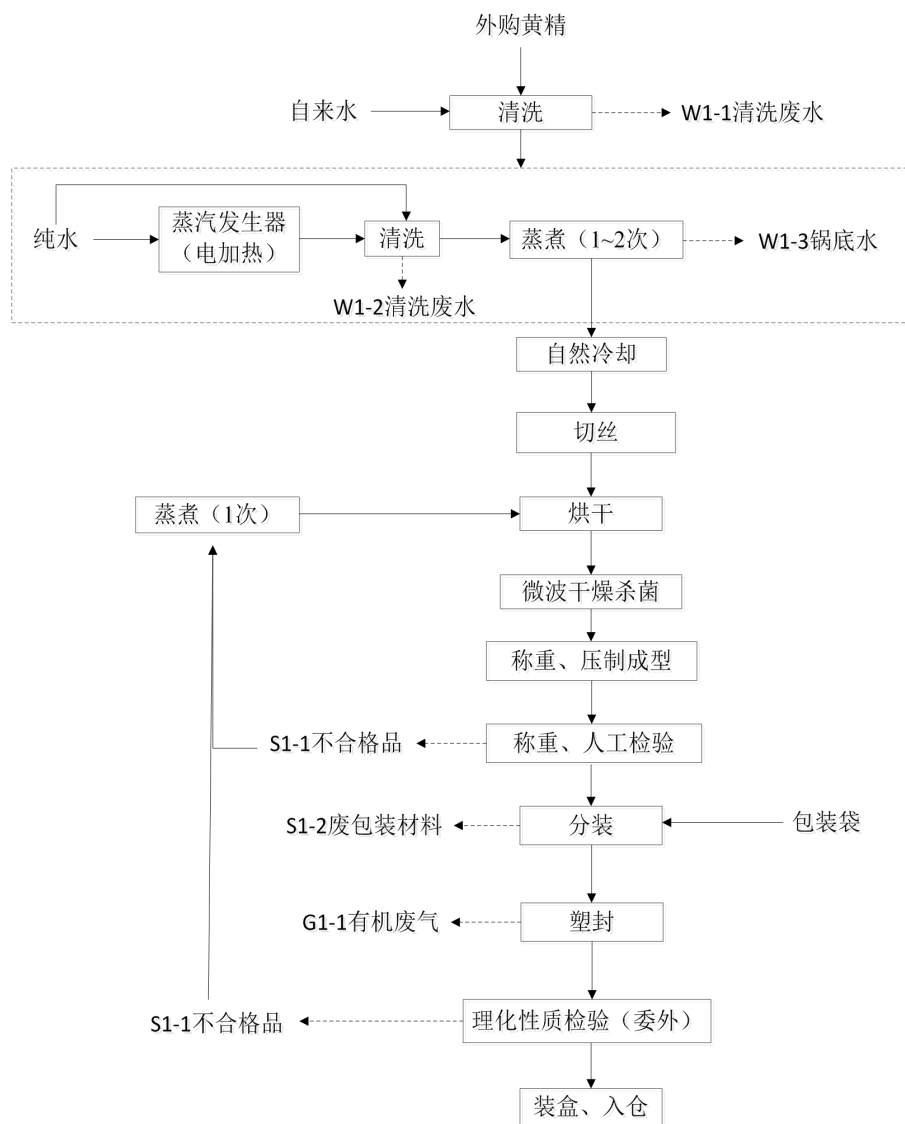 外购黄精
自来水
清洗
W1-1清洗废水
纯水
蒸汽发生器
（电加热）
清洗
蒸煮（1~2次）
W1-3锅底水
W1-2清洗废水
自然冷却
切丝
蒸煮（1次）
烘干
微波干燥杀菌
称重、压制成型
S1-1不合格品
称重、人工检验
S1-2废包装材料
分装
包装袋
G1-1有机废气
塑封
S1-1不合格品
理化性质检验（委外）
装盒、入仓